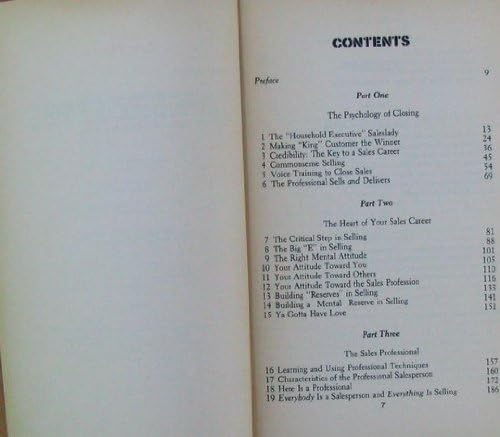 CONTENTS
Preface 9
Part One
The Psychology of Closing
1 The "Household Executive" Saleslady 13
2 Making "King" Customer the Winner 24
3 Credibility: The Key to a Sales Career 36
4 Commonsense Selling 45
5 Voice Training to Close Sales 54
6 The Professional Sells and Delivers 69
Part Two
The Heart of Your Sales Career
7 The Critical Step in Selling 81
8 The Big "E" in Selling 88
9 The Right Mental Attitude 101
10 Your Attitude Toward You 105
11 Your Attitude Toward Others 110
12 Your Attitude Toward the Sales Profession 116
13 Building "Reserves" in Selling 133
14 Building a Mental Reserve in Selling 141
15 Ya Gotta Have Love 151
Part Three
The Sales Professional
16 Learning and Using Professional Techniques 157
17 Characteristics of the Professional Salesperson 160
18 Here Is a Professional 172
19 Everybody Is a Salesperson and Everything Is Selling 186
7